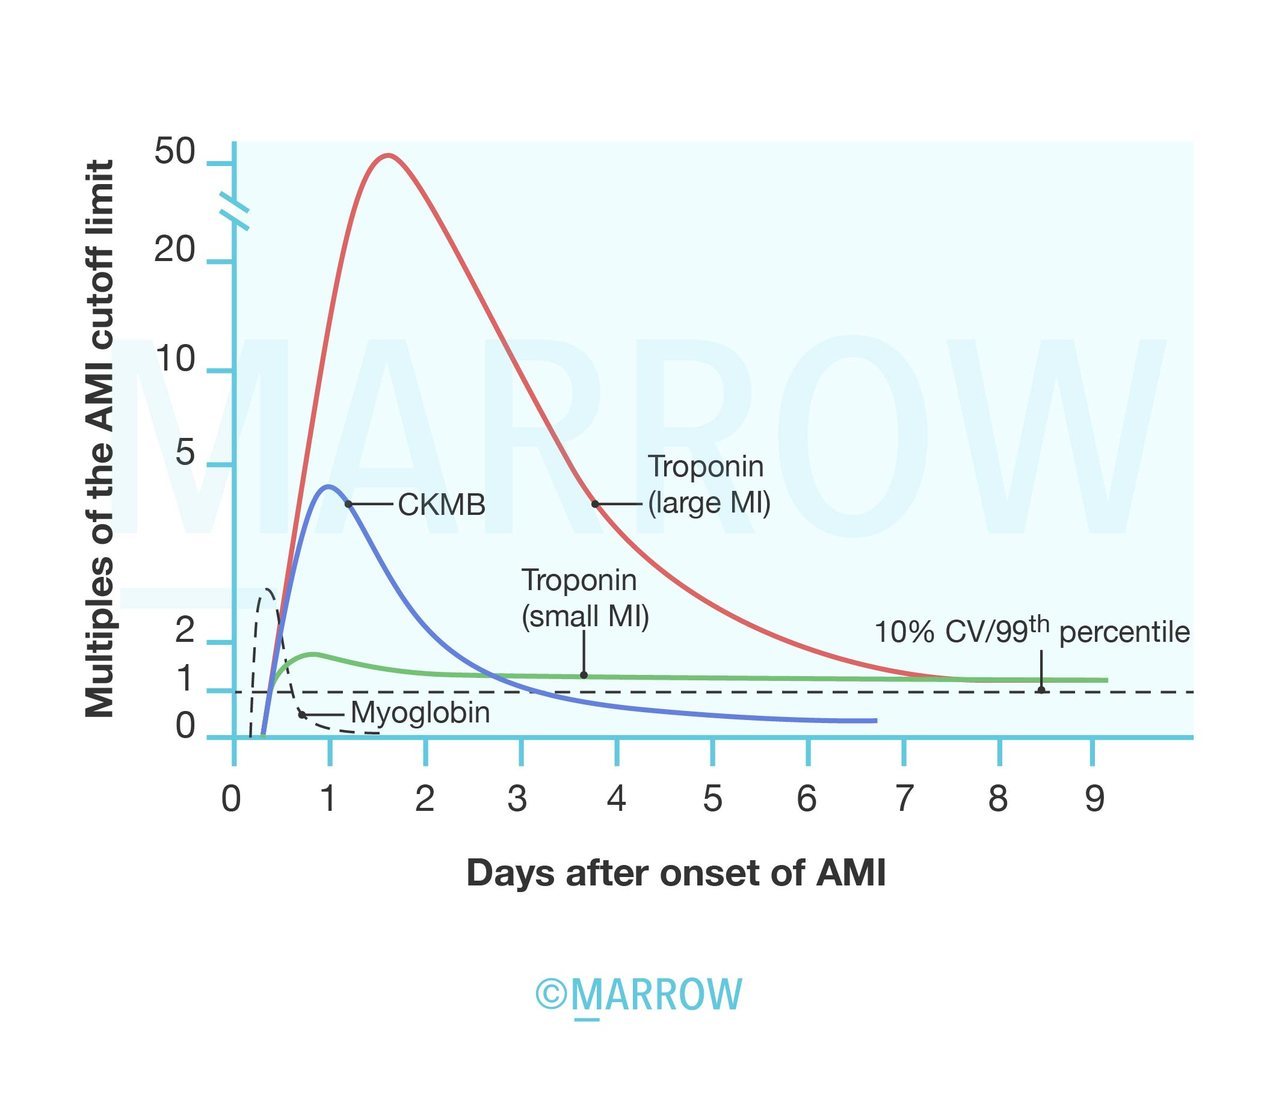 Multiples of the AMI cutoff limit
50
20
10
5
2
1
0
MARROW
CKMB
Troponin
(large MI)
Troponin
(small MI)
10% CV/99th percentile
Myoglobin
0 1 2 3 4 5 6 7 8 9
Days after onset of AMI
©MARROW